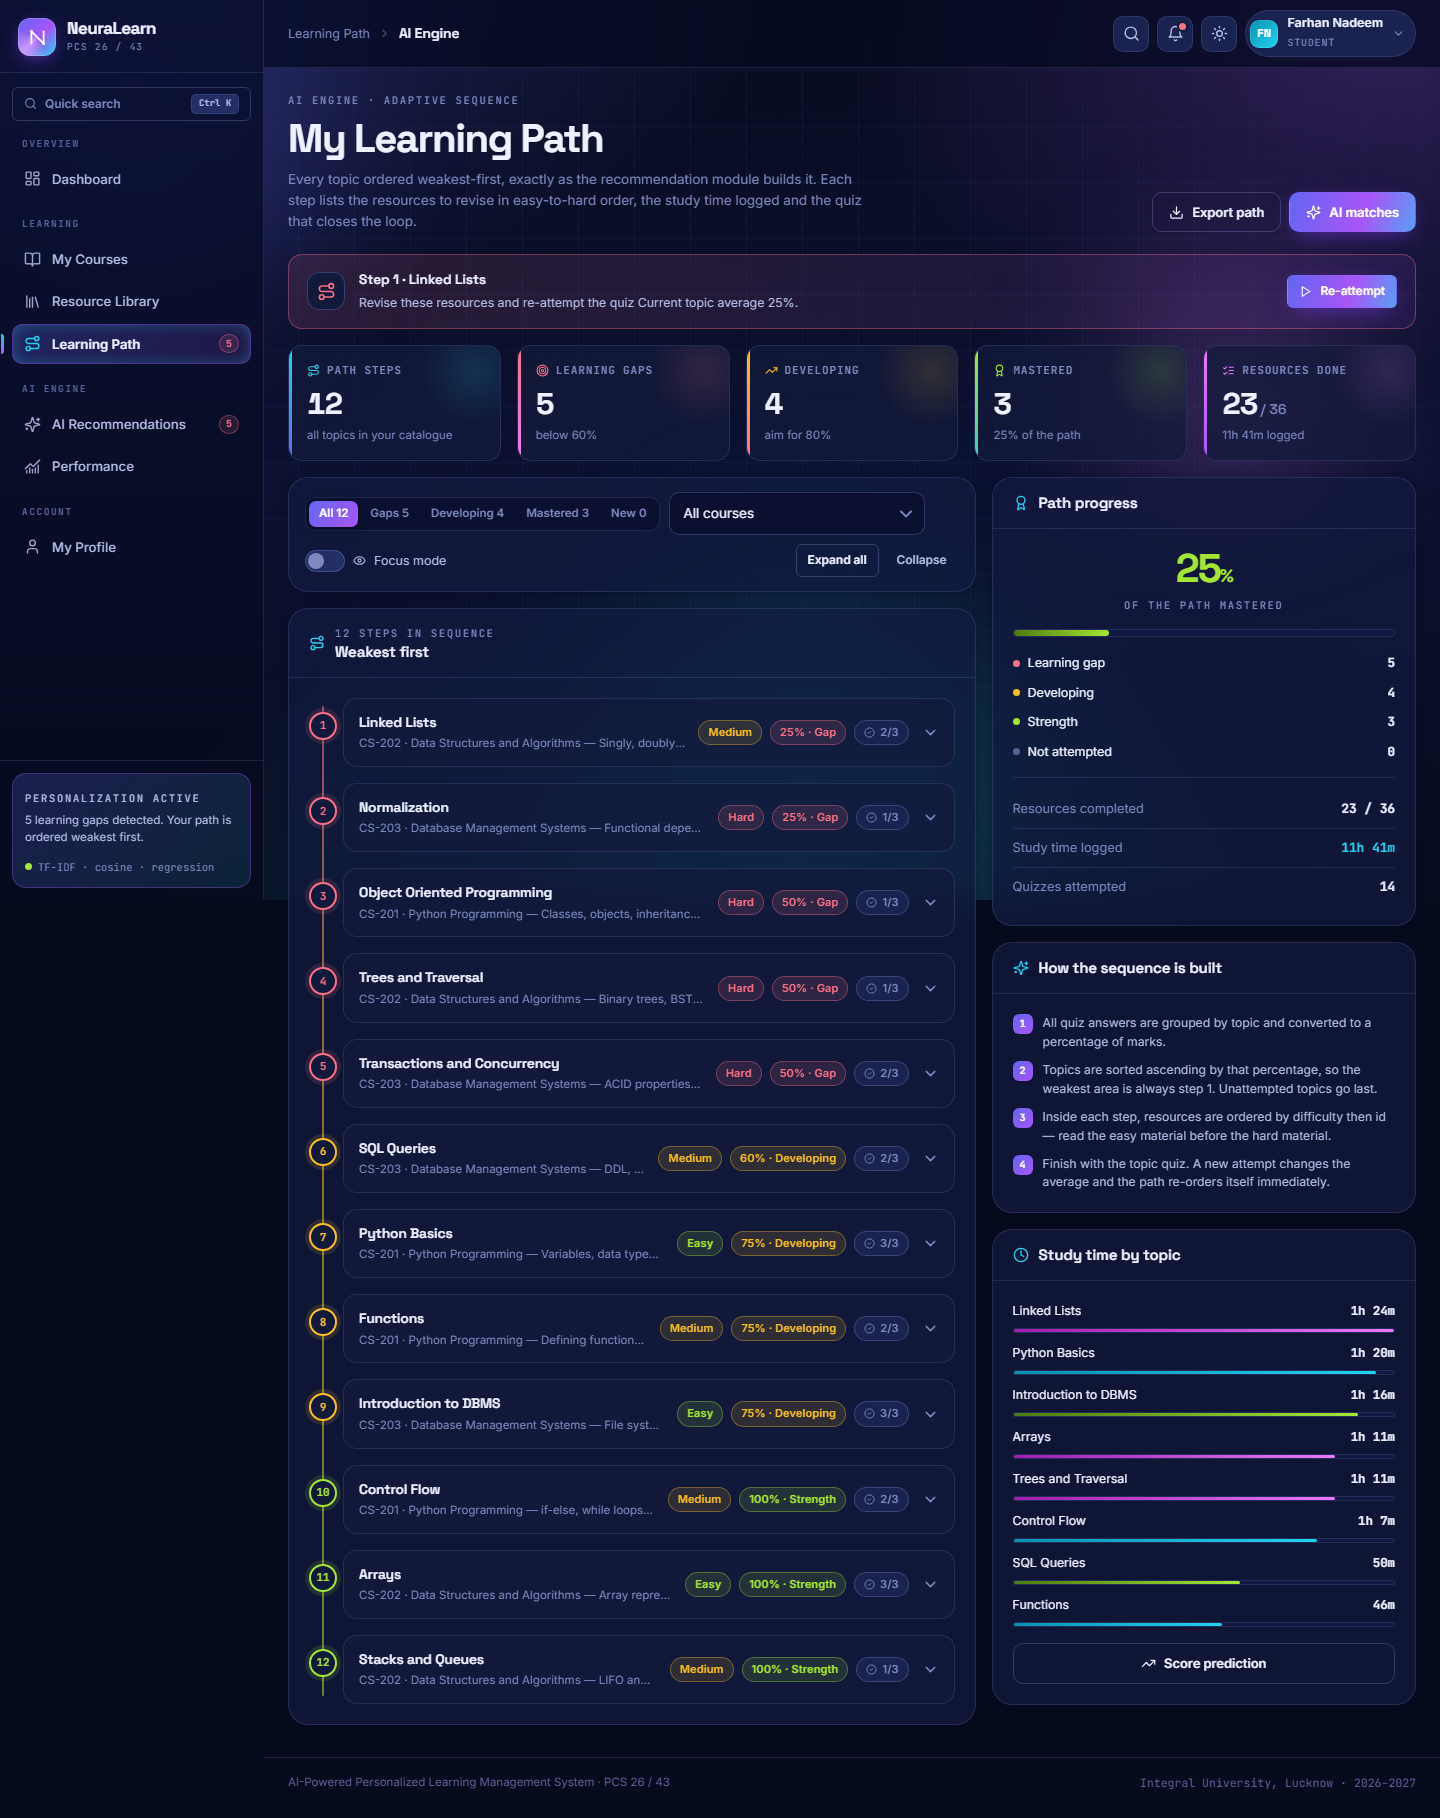 NeuraLearn
PCS 26 / 43
Quick search
Ctrl K
OVERVIEW
Dashboard
LEARNING
My Courses
Resource Library
Learning Path
5
AI ENGINE
AI Recommendations
5
Performance
ACCOUNT
My Profile
PERSONALIZATION ACTIVE
5 learning gaps detected. Your path is
ordered weakest first.
TF-IDF · cosine · regression
Learning Path
AI Engine
FN
Farhan Nadeem
STUDENT
AI ENGINE · ADAPTIVE SEQUENCE
My Learning Path
Every topic ordered weakest-first, exactly as the recommendation module builds it. Each
step lists the resources to revise in easy-to-hard order, the study time logged and the quiz
that closes the loop.
Export path
AI matches
Step 1 · Linked Lists
Revise these resources and re-attempt the quiz Current topic average 25%.
Re-attempt
PATH STEPS
12
all topics in your catalogue
LEARNING GAPS
5
below 60%
DEVELOPING
4
aim for 80%
MASTERED
3
25% of the path
RESOURCES DONE
23 / 36
11h 41m logged
All 12
Gaps 5
Developing 4
Mastered 3
New 0
All courses
Focus mode
Expand all
Collapse
12 STEPS IN SEQUENCE
Weakest first
1
Linked Lists
CS-202 · Data Structures and Algorithms — Singly, doubly...
Medium
25% · Gap
2/3
2
Normalization
CS-203 · Database Management Systems — Functional depe...
Hard
25% · Gap
1/3
3
Object Oriented Programming
CS-201 · Python Programming — Classes, objects, inheritanc...
Hard
50% · Gap
1/3
4
Trees and Traversal
CS-202 · Data Structures and Algorithms — Binary trees, BST...
Hard
50% · Gap
1/3
5
Transactions and Concurrency
CS-203 · Database Management Systems — ACID properties...
Hard
50% · Gap
2/3
6
SQL Queries
CS-203 · Database Management Systems — DDL, ...
Medium
60% · Developing
2/3
7
Python Basics
CS-201 · Python Programming — Variables, data type...
Easy
75% · Developing
3/3
8
Functions
CS-201 · Python Programming — Defining function...
Medium
75% · Developing
2/3
9
Introduction to DBMS
CS-203 · Database Management Systems — File syst...
Easy
75% · Developing
3/3
10
Control Flow
CS-201 · Python Programming — if-else, while loops...
Medium
100% · Strength
2/3
11
Arrays
CS-202 · Data Structures and Algorithms — Array repre...
Easy
100% · Strength
3/3
12
Stacks and Queues
CS-202 · Data Structures and Algorithms — LIFO an...
Medium
100% · Strength
1/3
Path progress
25%
OF THE PATH MASTERED
Learning gap
5
Developing
4
Strength
3
Not attempted
0
Resources completed
23 / 36
Study time logged
11h 41m
Quizzes attempted
14
How the sequence is built
1
All quiz answers are grouped by topic and converted to a
percentage of marks.
2
Topics are sorted ascending by that percentage, so the
weakest area is always step 1. Unattempted topics go last.
3
Inside each step, resources are ordered by difficulty then id
— read the easy material before the hard material.
4
Finish with the topic quiz. A new attempt changes the
average and the path re-orders itself immediately.
Study time by topic
Linked Lists
1h 24m
Python Basics
1h 20m
Introduction to DBMS
1h 16m
Arrays
1h 11m
Trees and Traversal
1h 11m
Control Flow
1h 7m
SQL Queries
50m
Functions
46m
Score prediction
AI-Powered Personalized Learning Management System · PCS 26 / 43
Integral University, Lucknow · 2026–2027